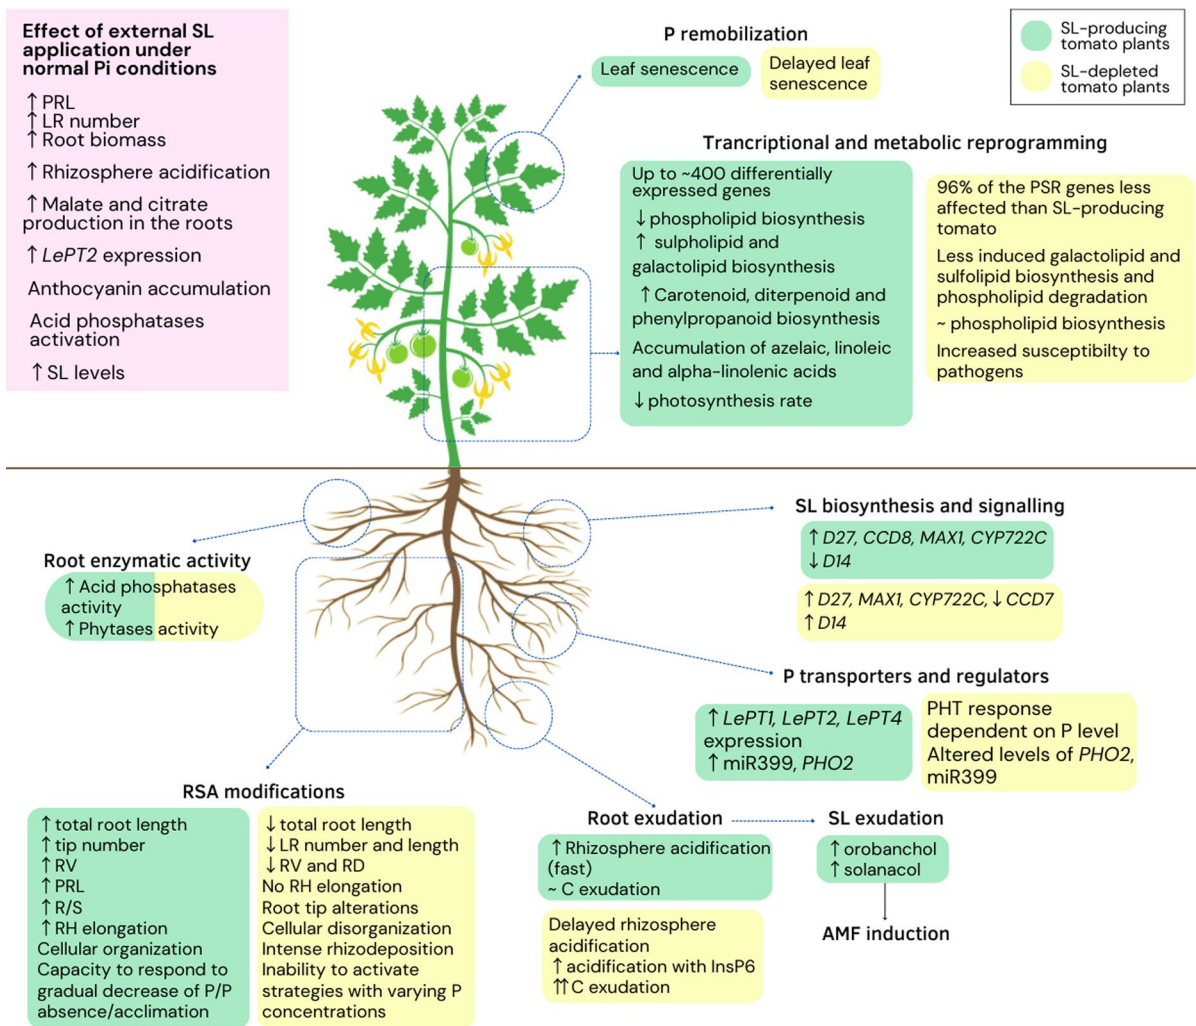 Effect of external SL
application under
normal Pi conditions
↑ PRL
↑ LR number
↑ Root biomass
↑ Rhizosphere acidification
↑ Malate and citrate
production in the roots
↑ LePT2 expression
Anthocyanin accumulation
Acid phosphatases
activation
↑ SL levels
P remobilization
Leaf senescence
Delayed leaf
senescence
SL-producing
tomato plants
SL-depleted
tomato plants
Trancriptional and metabolic reprogramming
Up to ~400 differentially
expressed genes
↓ phospholipid biosynthesis
↑ sulpholipid and
galactolipid biosynthesis
↑ Carotenoid, diterpenoid and
phenylpropanoid biosynthesis
Accumulation of azelaic, linoleic
and alpha-linolenic acids
↓ photosynthesis rate
96% of the PSR genes less
affected than SL-producing
tomato
Less induced galactolipid and
sulfolipid biosynthesis and
phospholipid degradation
~ phospholipid biosynthesis
Increased susceptibilty to
pathogens
Root enzymatic activity
↑ Acid phosphatases
activity
↑ Phytases activity
SL biosynthesis and signalling
↑ D27, CCD8, MAX1, CYP722C
↓ D14
↑ D27, MAX1, CYP722C, ↓ CCD7
↑ D14
P transporters and regulators
↑ LePT1, LePT2, LePT4
expression
↑ miR399, PHO2
PHT response
dependent on P level
Altered levels of PHO2,
miR399
RSA modifications
↑ total root length
↑ tip number
↑ RV
↑ PRL
↑ R/S
↑ RH elongation
Cellular organization
Capacity to respond to
gradual decrease of P/P
absence/acclimation
↓ total root length
↓ LR number and length
↓ RV and RD
No RH elongation
Root tip alterations
Cellular disorganization
Intense rhizodeposition
Inability to activate
strategies with varying P
concentrations
Root exudation
↑ Rhizosphere acidification
(fast)
~ C exudation
Delayed rhizosphere
acidification
↑ acidification with InsP6
⇈ C exudation
SL exudation
↑ orobanchol
↑ solanacol
AMF induction